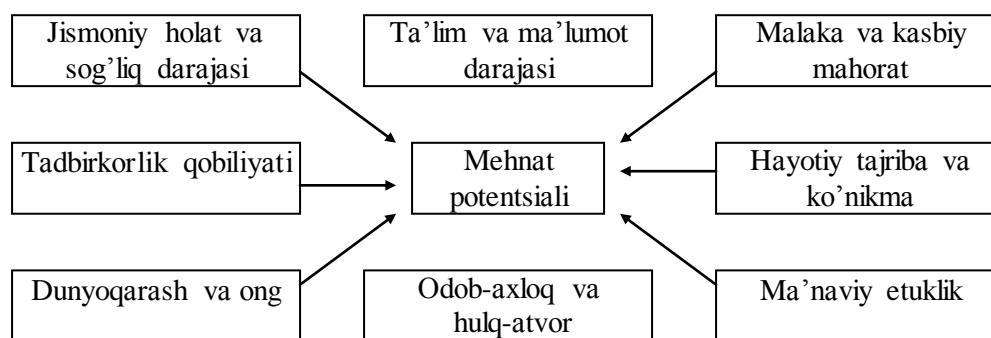 Jismoniy holat va
sog’liq darajasi
Ta’lim va ma’lumot
darajasi
Malaka va kasbiy
mahorat
Tadbirkorlik qobiliyati
Mehnat
potentsiali
Hayotiy tajriba va
ko’nikma
Dunyoqarash va ong
Odob-axloq va
hulq-atvor
Ma’naviy etuklik